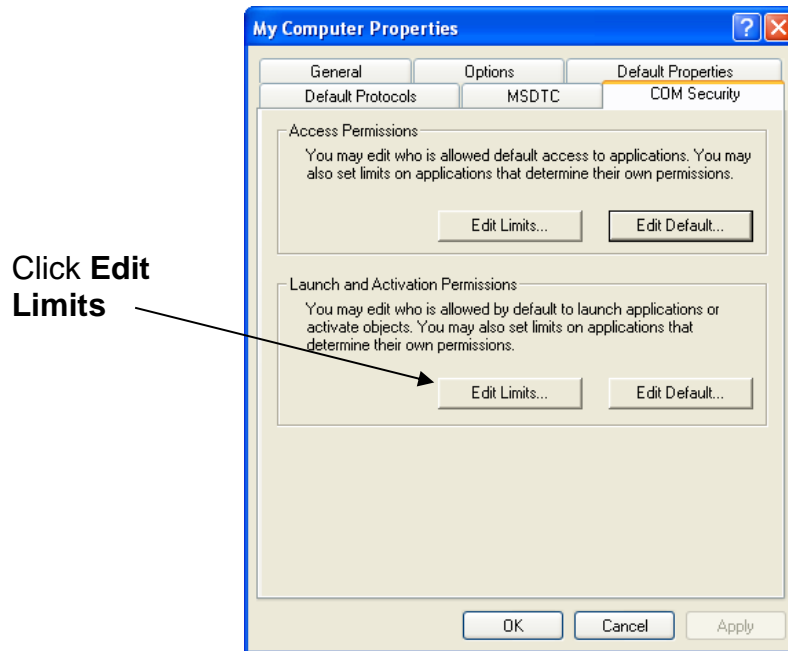 My Computer Properties
General Options Default Properties
Default Protocols MSDTC COM Security
Access Permissions
You may edit who is allowed default access to applications. You may
also set limits on applications that determine their own permissions.
Edit Limits... Edit Default...
Click Edit
Limits
Launch and Activation Permissions
You may edit who is allowed by default to launch applications or
activate objects. You may also set limits on applications that
determine their own permissions.
Edit Limits... Edit Default...
OK Cancel Apply